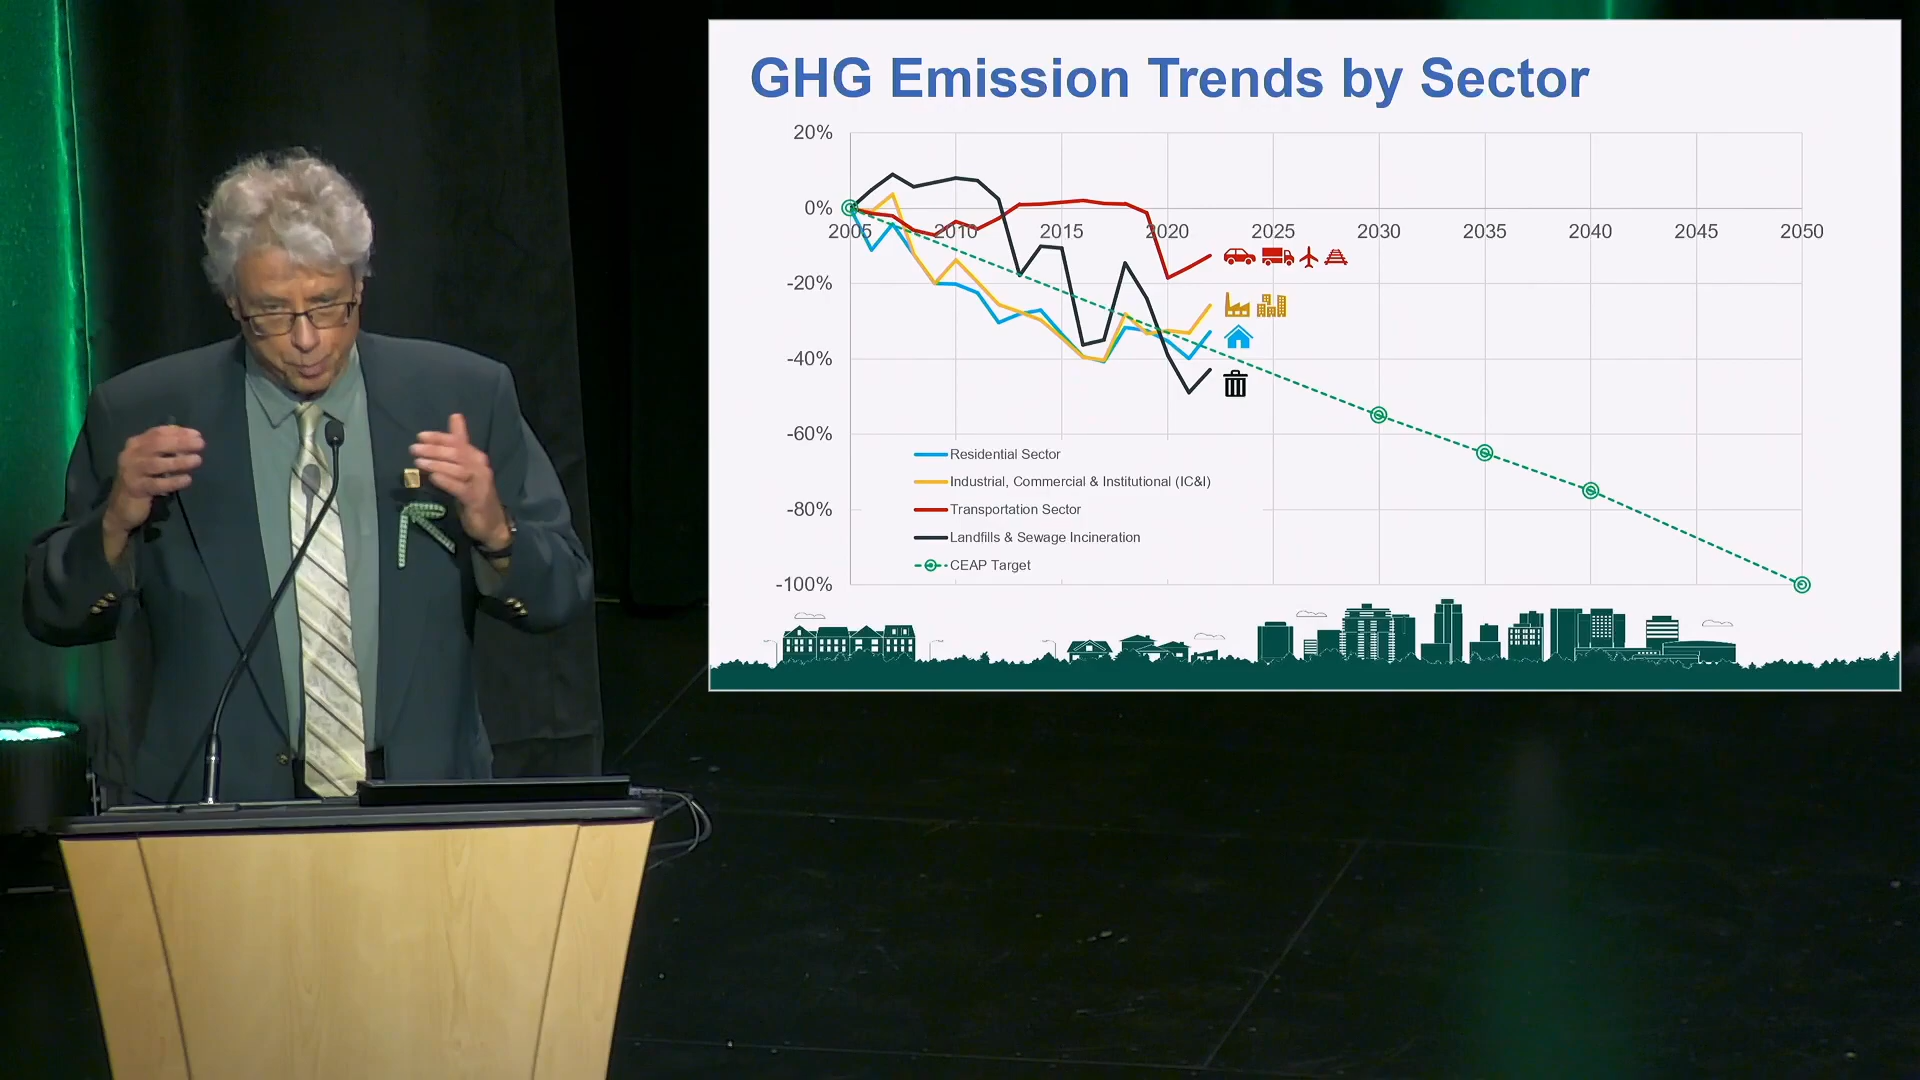 GHG Emission Trends by Sector
20%
0%
2005 2010 2015 2020 2025 2030 2035 2040 2045 2050
-20%
-40%
-60%
Residential Sector
Industrial, Commercial & Institutional (IC&I)
-80%
Transportation Sector
Landfills & Sewage Incineration
CEAP Target
-100%